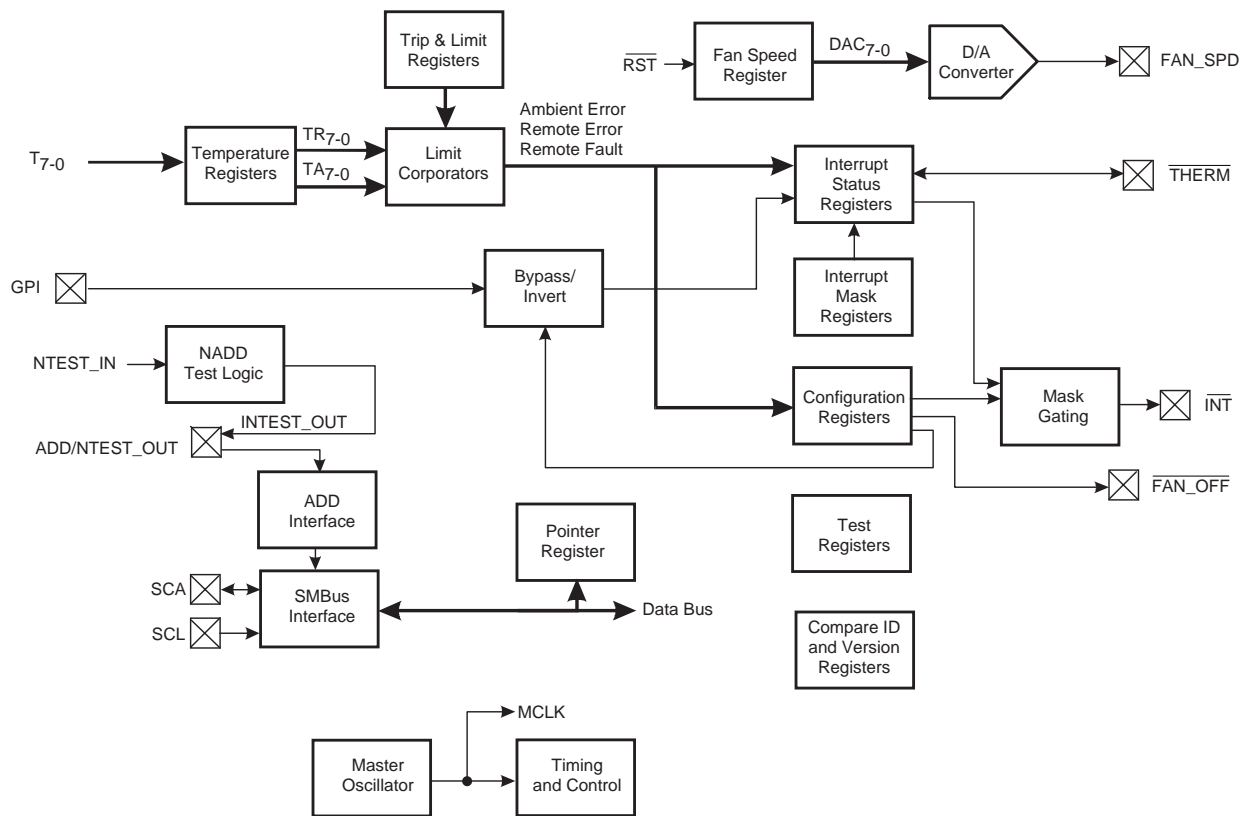 Trip & Limit
Registers
RST
Fan Speed
Register
DAC7-0
D/A
Converter
FAN_SPD
Ambient Error
Remote Error
Remote Fault
T7-0
Temperature
Registers
TR7-0
TA7-0
Limit
Corporators
Interrupt
Status
Registers
THERM
GPI
Bypass/
Invert
Interrupt
Mask
Registers
NTEST_IN
NADD
Test Logic
INTEST_OUT
ADD/NTEST_OUT
Configuration
Registers
Mask
Gating
INT
FAN_OFF
ADD
Interface
Pointer
Register
Test
Registers
SCA
SCL
SMBus
Interface
Data Bus
Compare ID
and Version
Registers
MCLK
Master
Oscillator
Timing
and Control